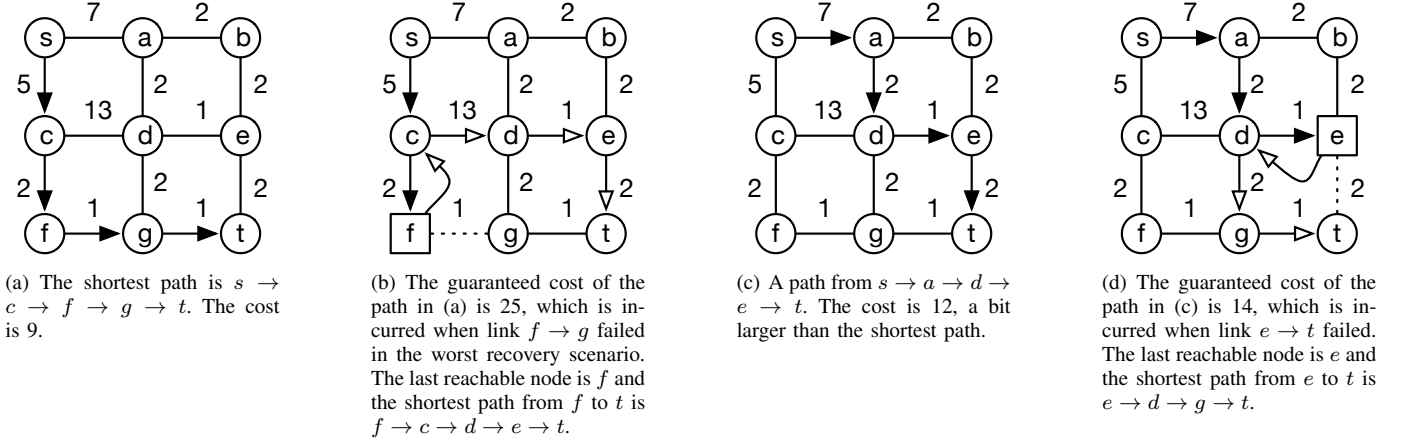 7 2
s a b
5 2 2
13 1
c d e
2 2 2
1 1
f g t
(a) The shortest path is s →
c → f → g → t. The cost
is 9.
7 2
s a b
5 2 2
13 1
c d e
2 2 2
1 1
f g t
(b) The guaranteed cost of the
path in (a) is 25, which is in-
curred when link f → g failed
in the worst recovery scenario.
The last reachable node is f and
the shortest path from f to t is
f → c → d → e → t.
7 2
s a b
5 2 2
13 1
c d e
2 2 2
1 1
f g t
(c) A path from s → a → d →
e → t. The cost is 12, a bit
larger than the shortest path.
7 2
s a b
5 2 2
13 1
c d e
2 2 2
1 1
f g t
(d) The guaranteed cost of the
path in (c) is 14, which is in-
curred when link e → t failed.
The last reachable node is e and
the shortest path from e to t is
e → d → g → t.